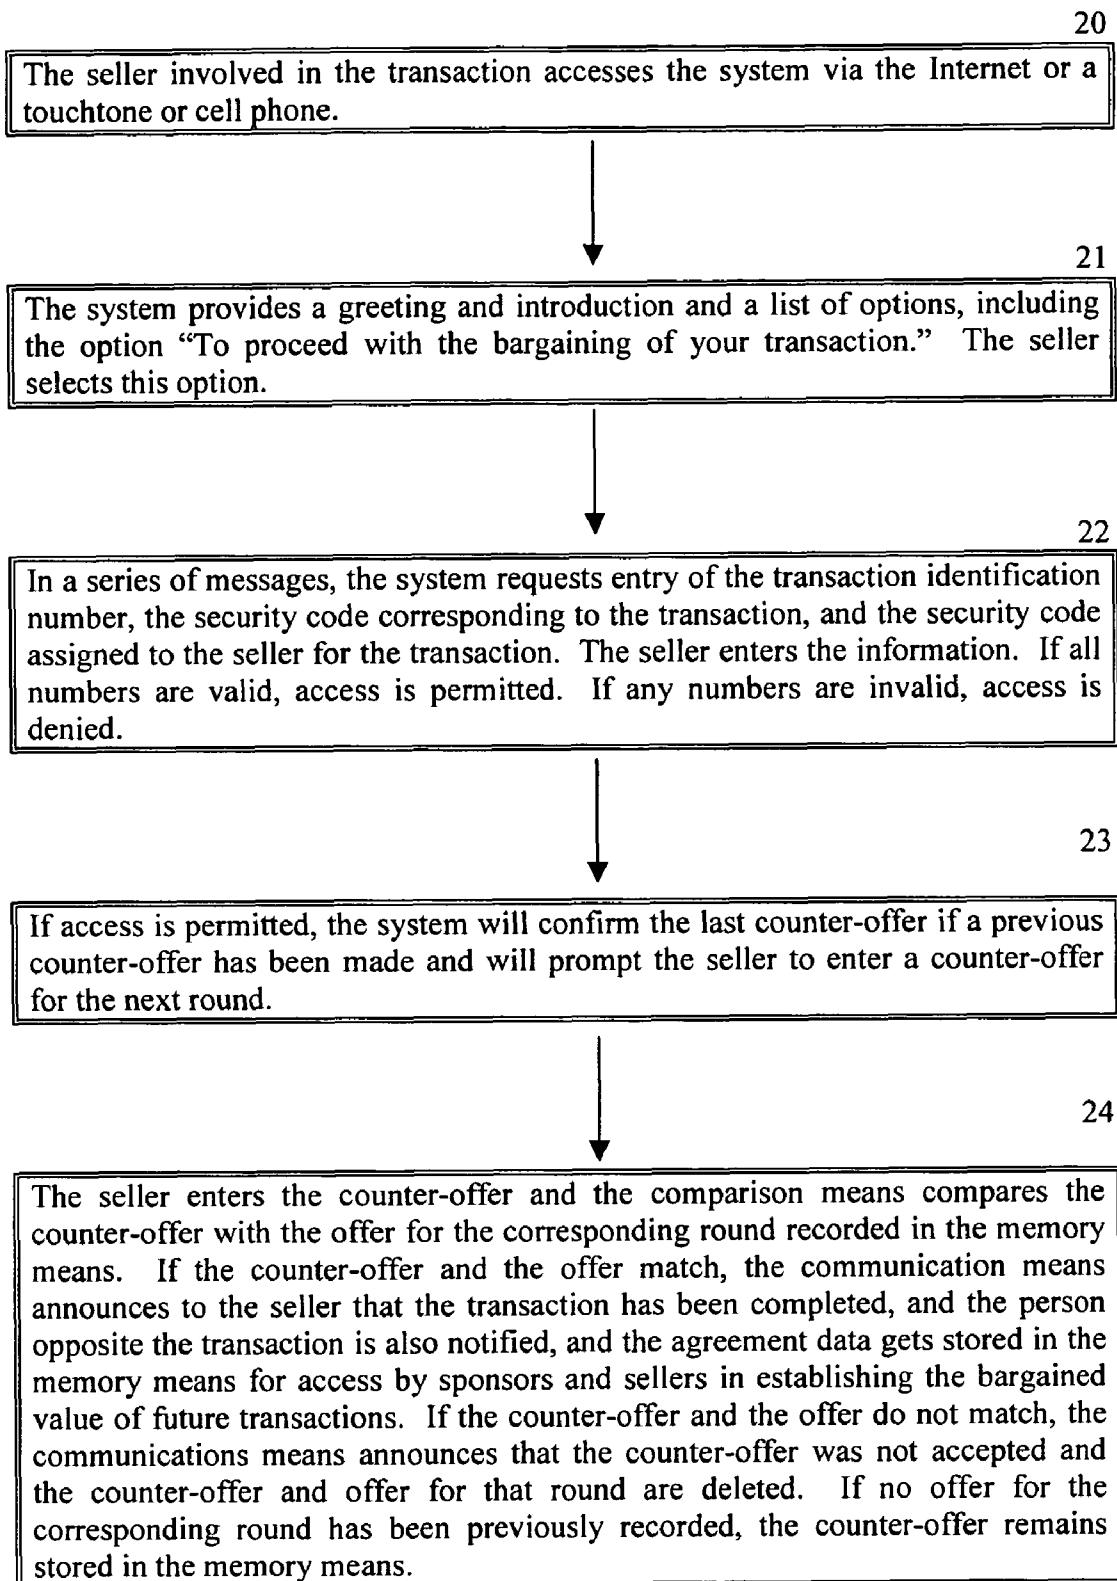 20
The seller involved in the transaction accesses the system via the Internet or a
touchtone or cell phone.
21
The system provides a greeting and introduction and a list of options, including
the option “To proceed with the bargaining of your transaction.” The seller
selects this option.
22
In a series of messages, the system requests entry of the transaction identification
number, the security code corresponding to the transaction, and the security code
assigned to the seller for the transaction. The seller enters the information. If all
numbers are valid, access is permitted. If any numbers are invalid, access is
denied.
23
If access is permitted, the system will confirm the last counter-offer if a previous
counter-offer has been made and will prompt the seller to enter a counter-offer
for the next round.
24
The seller enters the counter-offer and the comparison means compares the
counter-offer with the offer for the corresponding round recorded in the memory
means. If the counter-offer and the offer match, the communication means
announces to the seller that the transaction has been completed, and the person
opposite the transaction is also notified, and the agreement data gets stored in the
memory means for access by sponsors and sellers in establishing the bargained
value of future transactions. If the counter-offer and the offer do not match, the
communications means announces that the counter-offer was not accepted and
the counter-offer and offer for that round are deleted. If no offer for the
corresponding round has been previously recorded, the counter-offer remains
stored in the memory means.